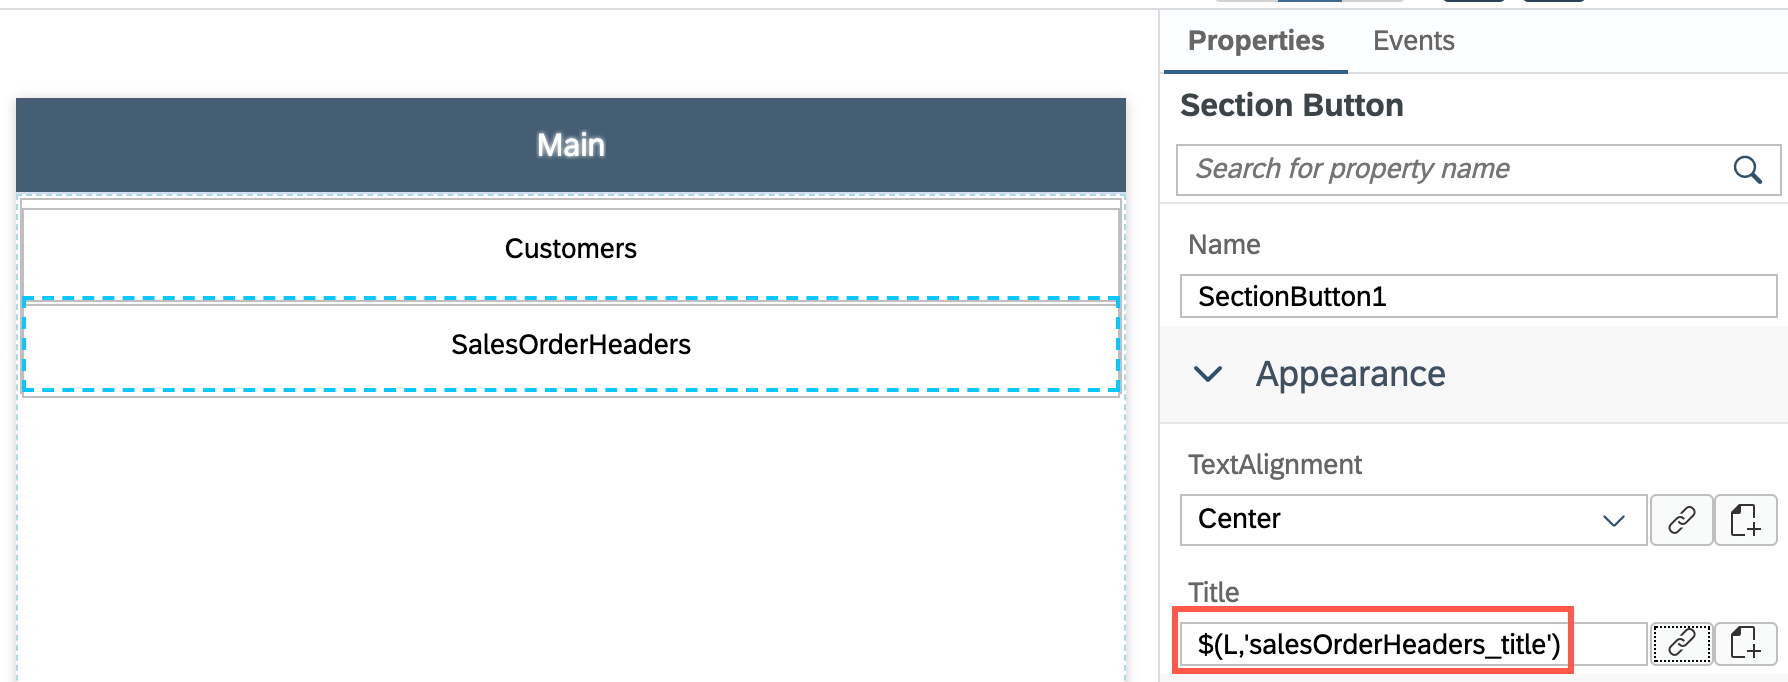 Main
Customers
SalesOrderHeaders
Properties Events
Section Button
Search for property name
Name
SectionButton1
Appearance
TextAlignment
Center
Title
$(L,'salesOrderHeaders_title')